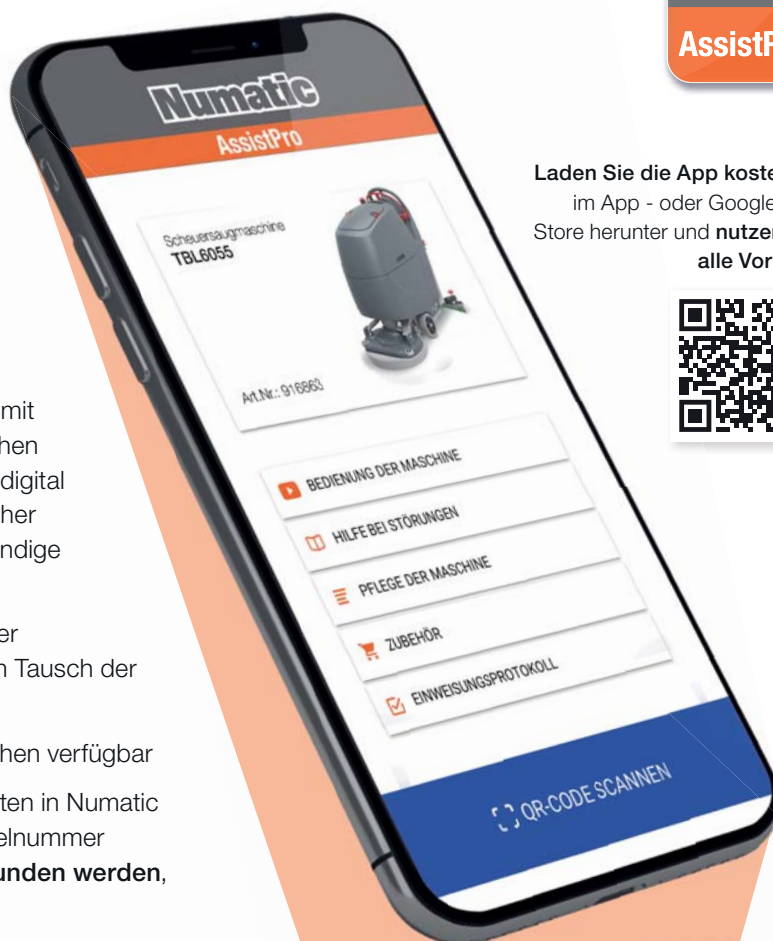 AssistP
Laden Sie die App koste
im App - oder Google
Store herunter und nutzen
alle Vor
Numatic
AssistPro
Scheuersaugmaschine
TBL6055
Art.Nr.: 916863
BEDIENUNG DER MASCHINE
HILFE BEI STÖRUNGEN
PFLEGE DER MASCHINE
ZUBEHÖR
EINWEISUNGSPROTOKOLL
QR-CODE SCANNEN
mit
hen
digital
her
ndige
er
n Tausch der
hen verfügbar
ten in Numatic
elnummer
unden werden,